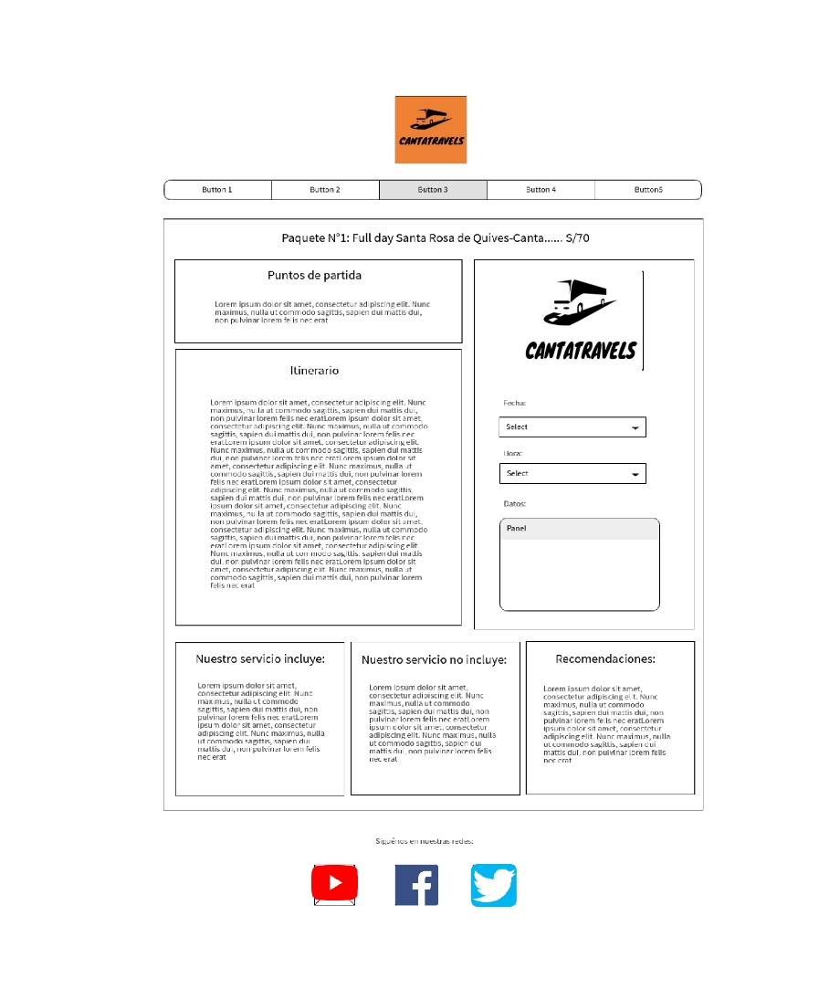 CANTATRAVELS
Button 1
Button 2
Button 3
Button 4
Button5
Paquete N°1: Full day Santa Rosa de Quives-Canta...... S/70
Puntos de partida
Lorem ipsum dolor sit amet, consectetur adipiscing elit. Nunc
maximus, nulla ut commodo sagittis, sapien dui mattis dui,
non pulvinar lorem felis nec erat
Itinerario
Lorem ipsum dolor sit amet, consectetur adipiscing elit. Nunc
maximus, nulla ut commodo sagittis, sapien dui mattis dui,
non pulvinar lorem felis nec eratLorem ipsum dolor sit amet,
consectetur adipiscing elit. Nunc maximus, nulla ut commodo
sagittis, sapien dui mattis dui, non pulvinar lorem felis nec
eratLorem ipsum dolor sit amet, consectetur adipiscing elit.
Nunc maximus, nulla ut commodo sagittis, sapien dui mattis
dui, non pulvinar lorem felis nec eratLorem ipsum dolor sit
amet, consectetur adipiscing elit. Nunc maximus, nulla ut
commodo sagittis, sapien dui mattis dui, non pulvinar lorem
felis nec eratLorem ipsum dolor sit amet, consectetur
adipiscing elit. Nunc maximus, nulla ut commodo sagittis,
sapien dui mattis dui, non pulvinar lorem felis nec eratLorem
ipsum dolor sit amet, consectetur adipiscing elit. Nunc
maximus, nulla ut commodo sagittis, sapien dui mattis dui,
non pulvinar lorem felis nec eratLorem ipsum dolor sit amet,
consectetur adipiscing elit. Nunc maximus, nulla ut commodo
sagittis, sapien dui mattis dui, non pulvinar lorem felis nec
eratLorem ipsum dolor sit amet, consectetur adipiscing elit.
Nunc maximus, nulla ut commodo sagittis, sapien dui mattis
dui, non pulvinar lorem felis nec eratLorem ipsum dolor sit
amet, consectetur adipiscing elit. Nunc maximus, nulla ut
commodo sagittis, sapien dui mattis dui, non pulvinar lorem
felis nec erat
CANTATRAVELS
Fecha:
Select
Hora:
Select
Datos:
Panel
Nuestro servicio incluye:
Lorem ipsum dolor sit amet,
consectetur adipiscing elit. Nunc
maximus, nulla ut commodo
sagittis, sapien dui mattis dui, non
pulvinar lorem felis nec eratLorem
ipsum dolor sit amet, consectetur
adipiscing elit. Nunc maximus, nulla
ut commodo sagittis, sapien dui
mattis dui, non pulvinar lorem felis
nec erat
Nuestro servicio no incluye:
Lorem ipsum dolor sit amet,
consectetur adipiscing elit. Nunc
maximus, nulla ut commodo
sagittis, sapien dui mattis dui, non
pulvinar lorem felis nec eratLorem
ipsum dolor sit amet, consectetur
adipiscing elit. Nunc maximus, nulla
ut commodo sagittis, sapien dui
mattis dui, non pulvinar lorem felis
nec erat
Recomendaciones:
Lorem ipsum dolor sit amet,
consectetur adipiscing elit. Nunc
maximus, nulla ut commodo
sagittis, sapien dui mattis dui, non
pulvinar lorem felis nec eratLorem
ipsum dolor sit amet, consectetur
adipiscing elit. Nunc maximus, nulla
ut commodo sagittis, sapien dui
mattis dui, non pulvinar lorem felis
nec erat
Siguénos en nuestras redes: